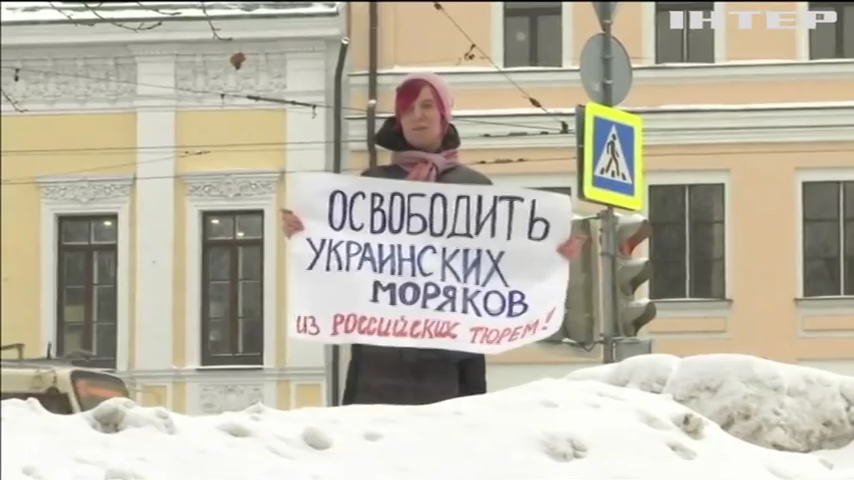 ІНТЕР
ОСВОБОДИТЬ
УКРАИНСКИХ
МОРЯКОВ
ИЗ РОССИЙСКИХ ТЮРЕМ!